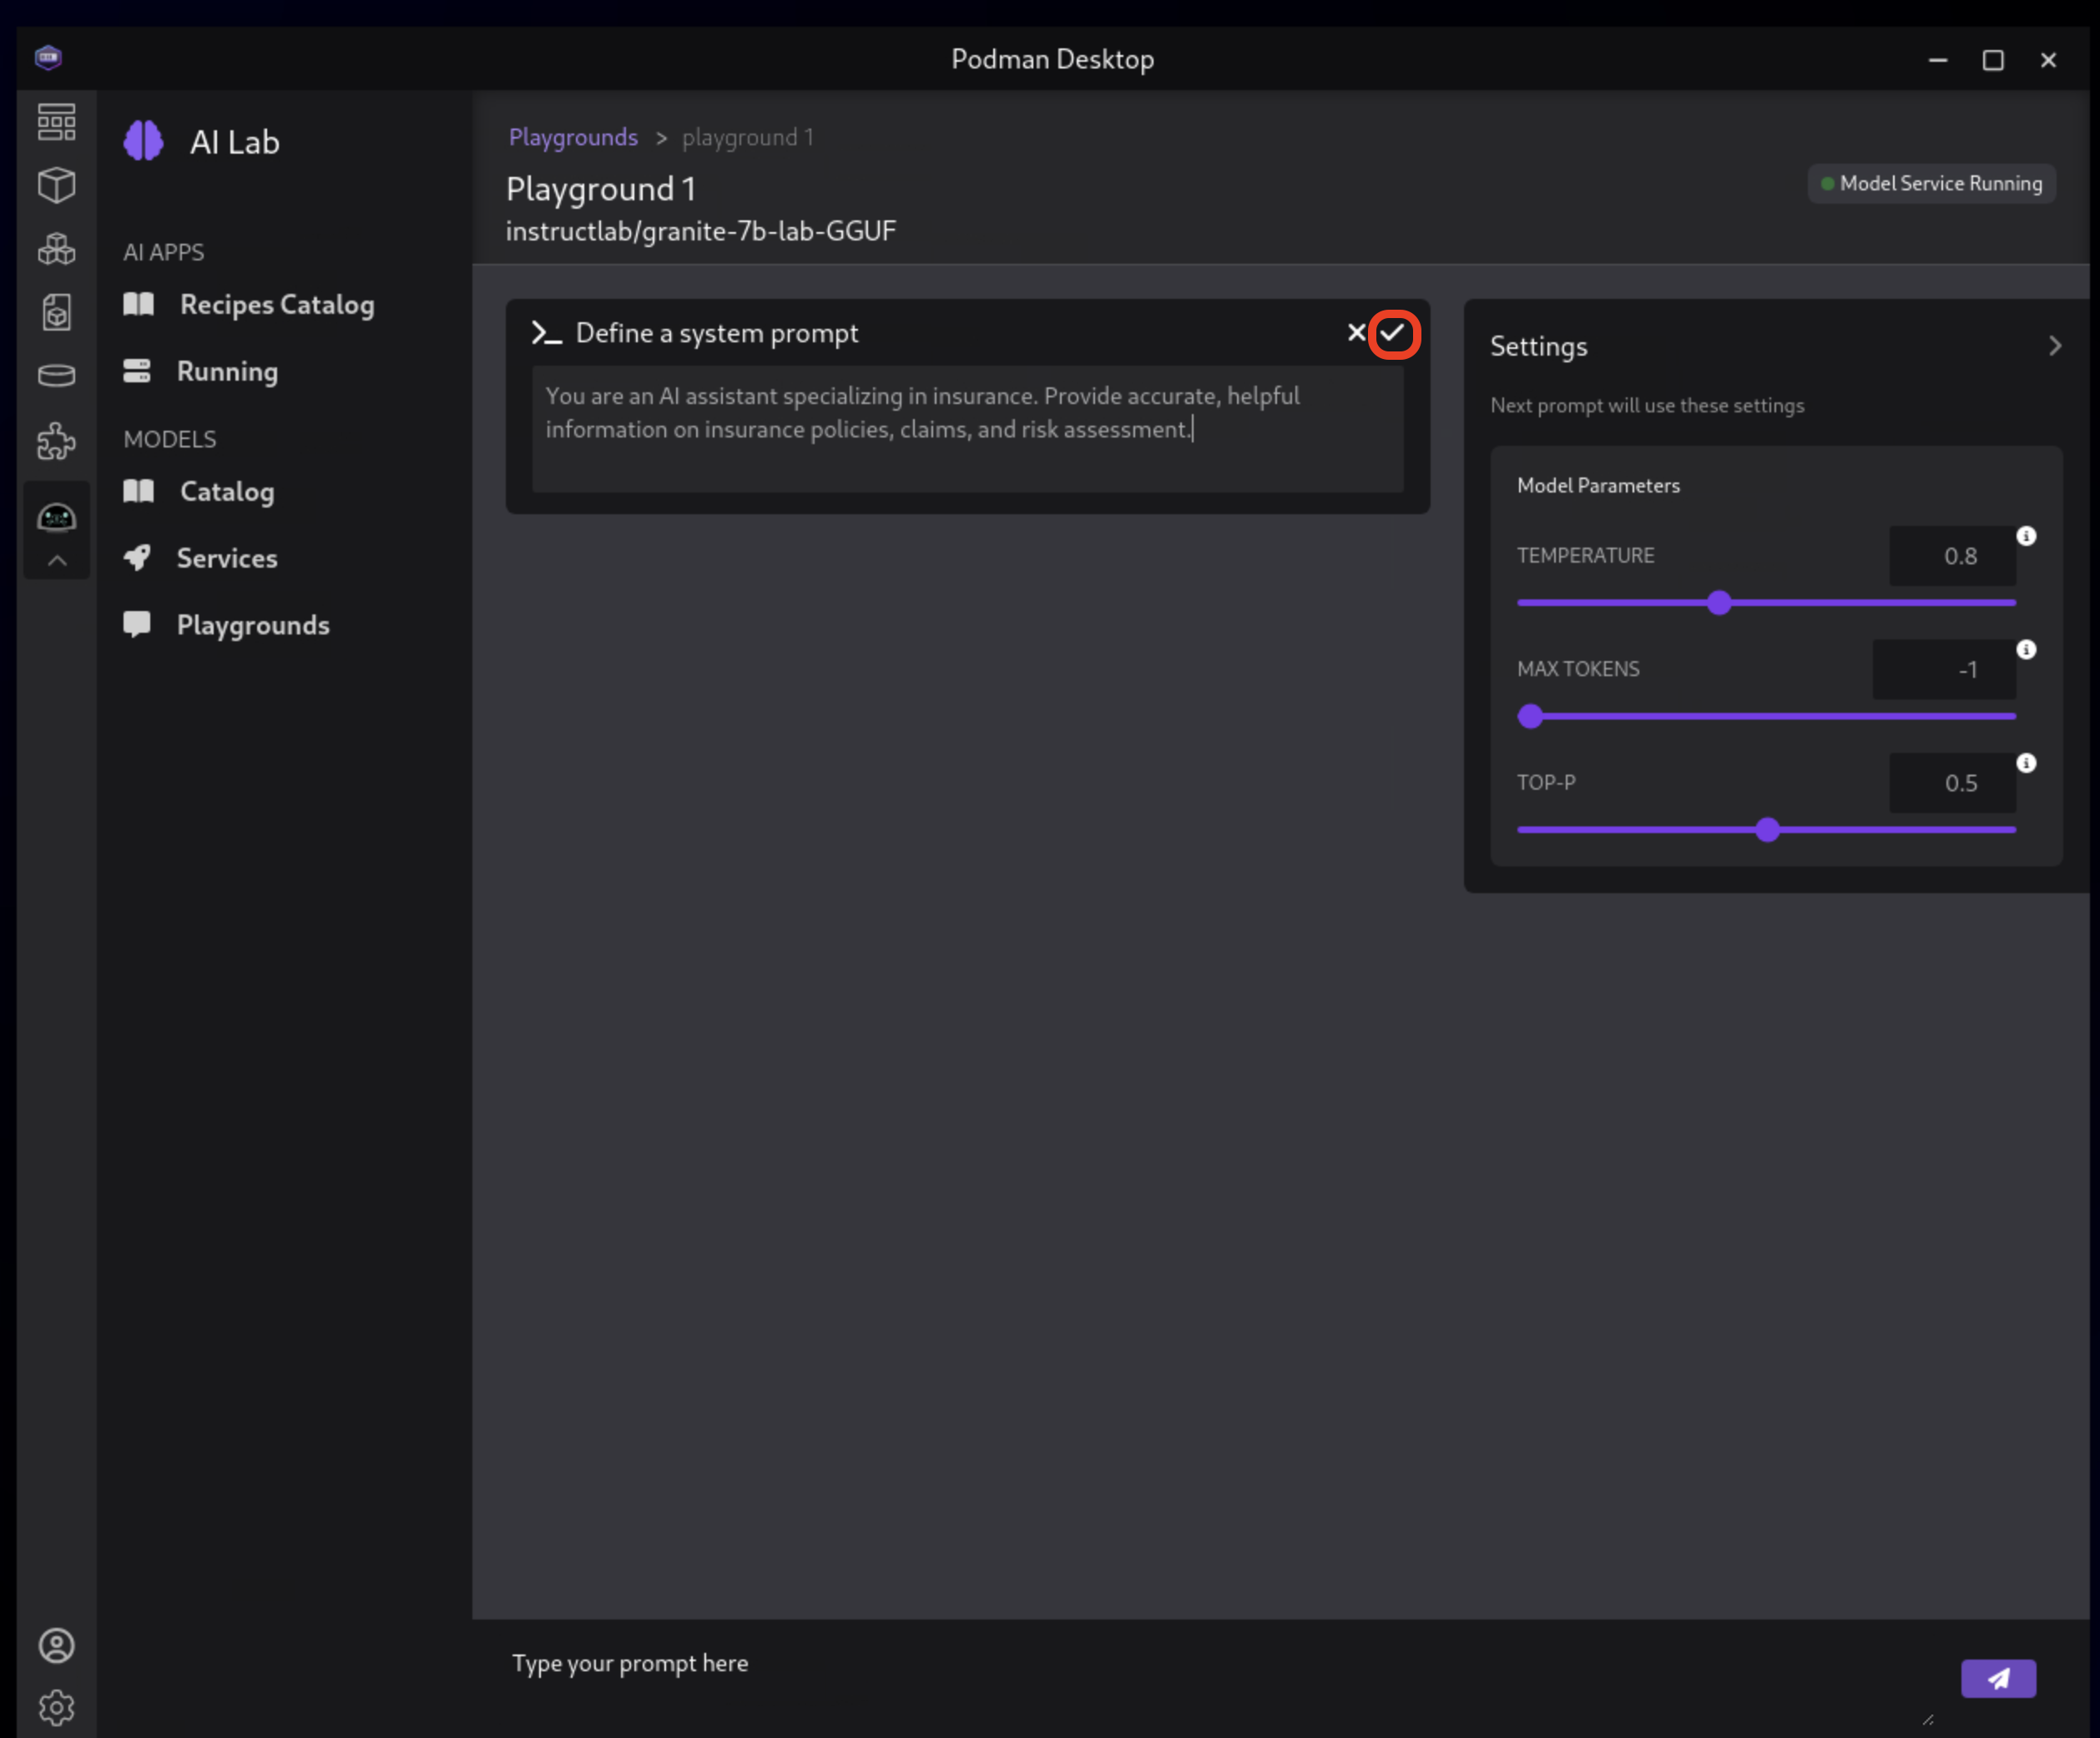 Podman Desktop
AI Lab
AI APPS
Recipes Catalog
Running
MODELS
Catalog
Services
Playgrounds
Playgrounds > playground 1
Playground 1
instructlab/granite-7b-lab-GGUF
Model Service Running
Define a system prompt
You are an AI assistant specializing in insurance. Provide accurate, helpful
information on insurance policies, claims, and risk assessment.
Settings
Next prompt will use these settings
Model Parameters
TEMPERATURE 0.8
MAX TOKENS -1
TOP-P 0.5
Type your prompt here